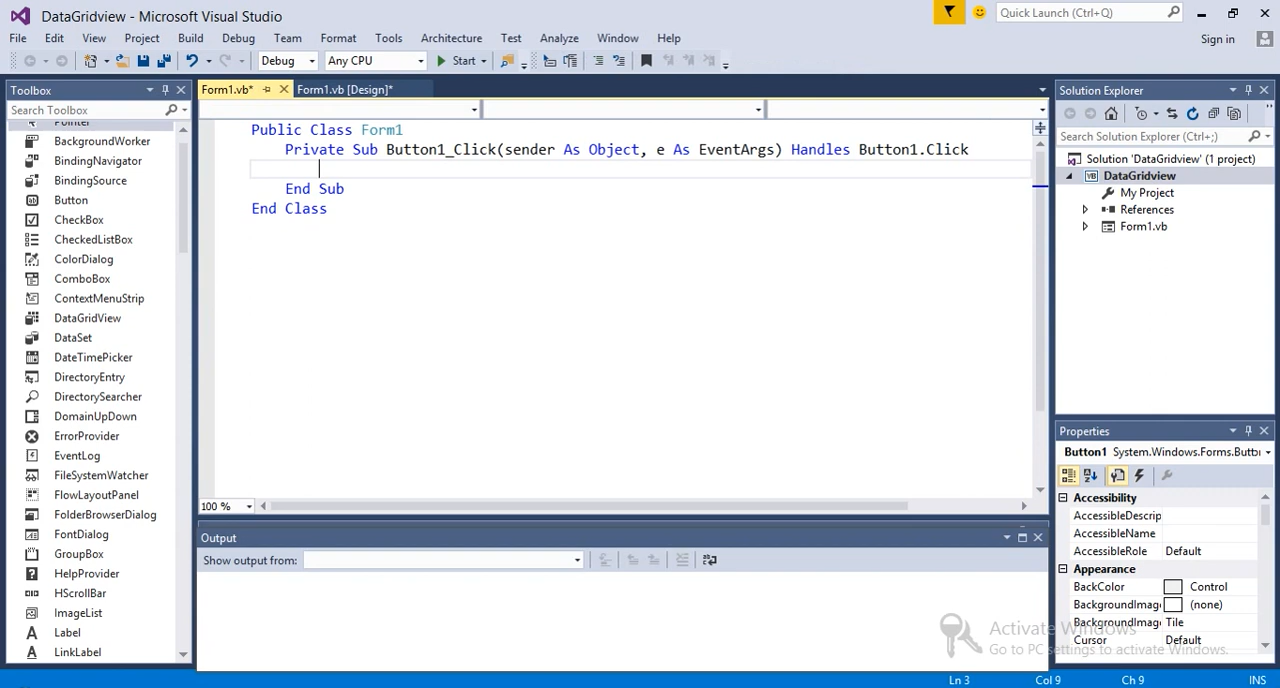 DataGridview - Microsoft Visual Studio
Quick Launch (Ctrl+Q)
File Edit View Project Build Debug Team Format Tools Architecture Test Analyze Window Help
Sign in
Debug Any CPU Start
Toolbox
Search Toolbox
Pointer
BackgroundWorker
BindingNavigator
BindingSource
Button
CheckBox
CheckedListBox
ColorDialog
ComboBox
ContextMenuStrip
DataGridView
DataSet
DateTimePicker
DirectoryEntry
DirectorySearcher
DomainUpDown
ErrorProvider
EventLog
FileSystemWatcher
FlowLayoutPanel
FolderBrowserDialog
FontDialog
GroupBox
HelpProvider
HScrollBar
ImageList
Label
LinkLabel
Form1.vb* Form1.vb [Design]*
Public Class Form1
Private Sub Button1_Click(sender As Object, e As EventArgs) Handles Button1.Click
End Sub
End Class
100 %
Output
Show output from:
Solution Explorer
Search Solution Explorer (Ctrl+;)
Solution 'DataGridview' (1 project)
VB DataGridview
My Project
References
Form1.vb
Properties
Button1 System.Windows.Forms.Butto
Accessibility
AccessibleDescrip
AccessibleName
AccessibleRole Default
Appearance
BackColor Control
BackgroundImag (none)
BackgroundImag Tile
Cursor Default
Activate Windows
Go to PC settings to activate Windows.
Ln 3 Col 9 Ch 9 INS